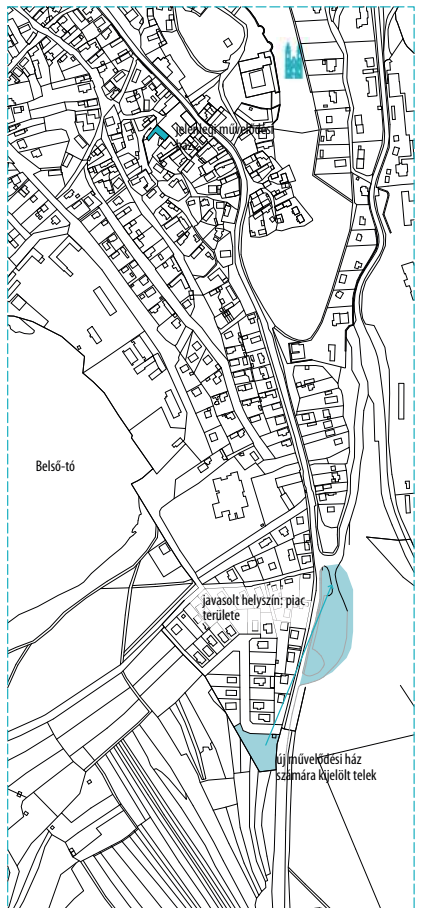 jelenlegi művelődési
ház
Belső-tó
javasolt helyszín: piac
területe
új művelődési ház
számára kijelölt telek